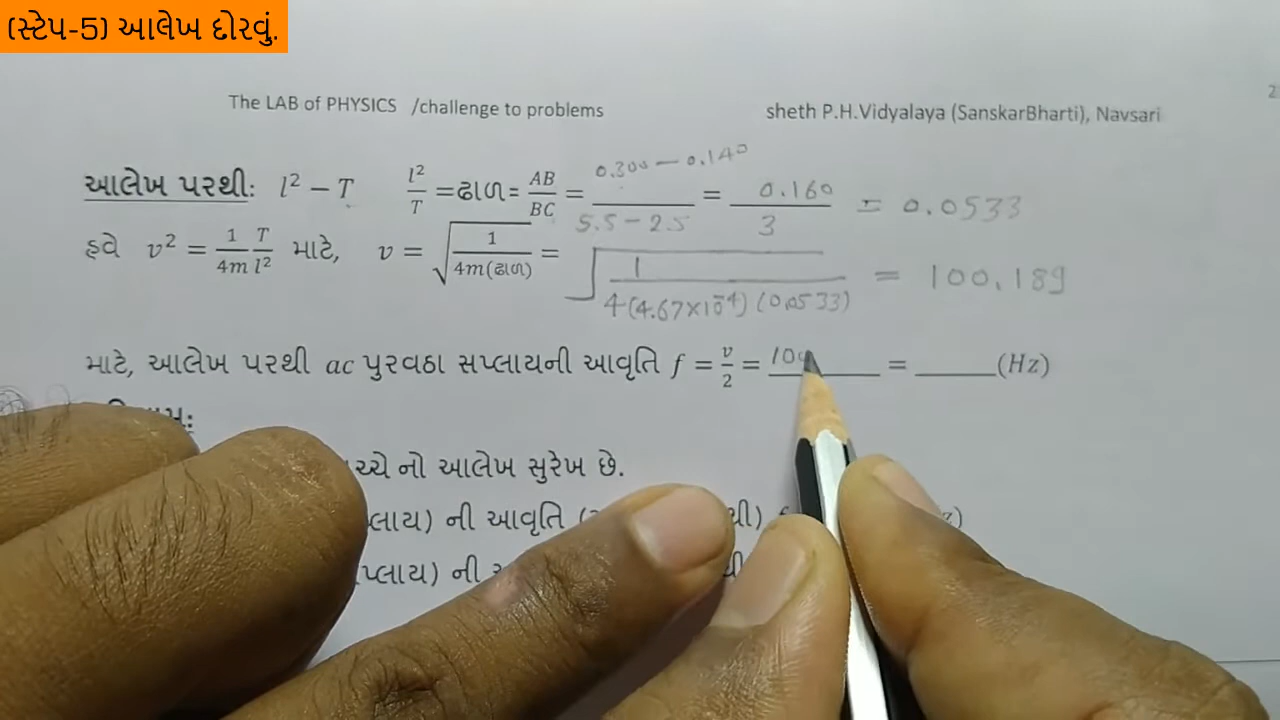 (સ્ટેપ-5) આલેખ દોરવું.
The LAB of PHYSICS /challenge to problems sheth P.H.Vidyalaya (SanskarBharti), Navsari 2
આલેખ પરથી: l² − T l²/T =ઢાળ= AB/BC = (0.300 − 0.140)/(5.5 − 2.5) = 0.160/3 = 0.0533
હવે v² = 1/4m T/l² માટે, v = √(1/4m(ઢાળ)) = √(1/4(4.67×10⁻⁴)(0.0533)) = 100.189
માટે, આલેખ પરથી ac પુરવઠા સપ્લાયની આવૃતિ f = v/2 = 100 = ____(Hz)
નો આલેખ સુરેખ છે.
ની આવૃતિ
ની